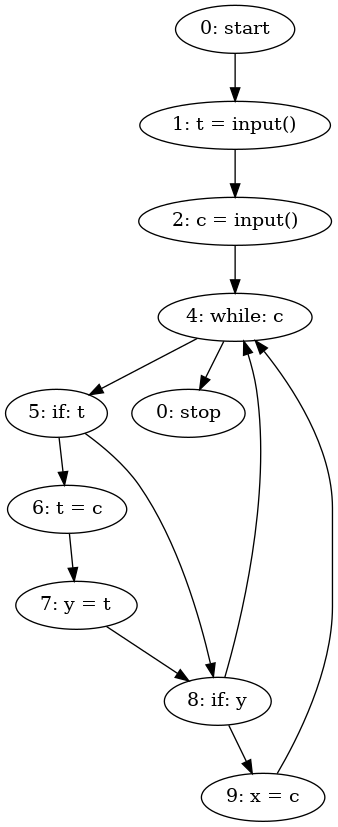 0: start
1: t = input()
2: c = input()
4: while: c
5: if: t
0: stop
6: t = c
7: y = t
8: if: y
9: x = c